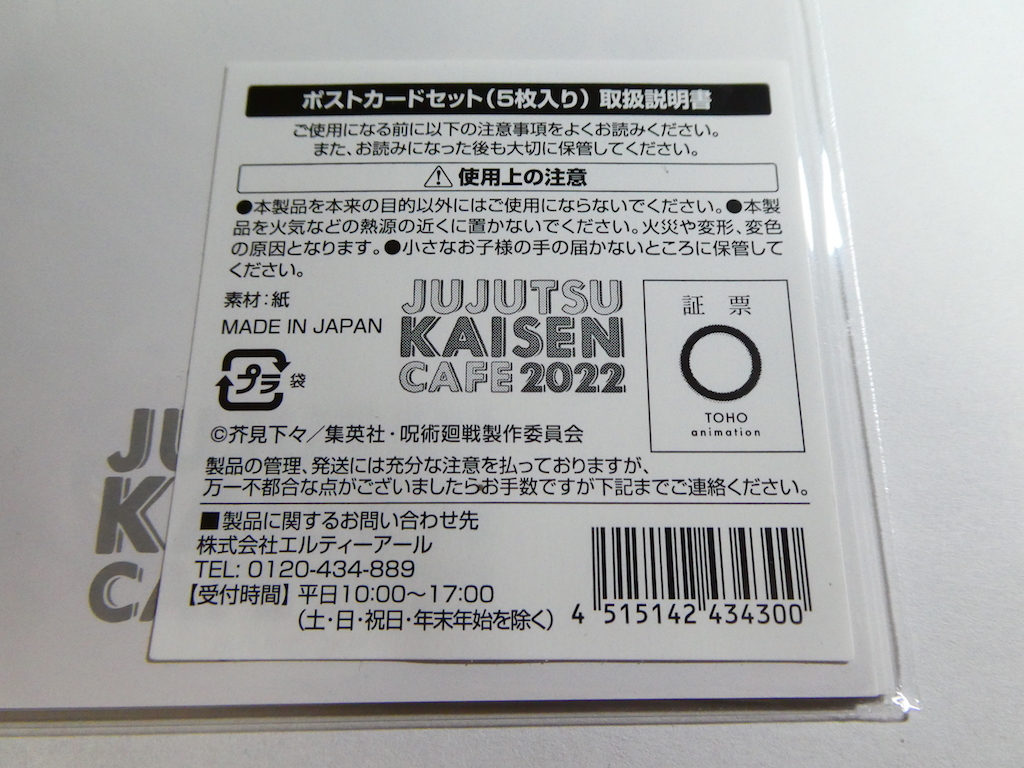 ポストカードセット(5枚入り) 取扱説明書
ご使用になる前に以下の注意事項をよくお読みください。
また、お読みになった後も大切に保管してください。
使用上の注意
●本製品を本来の目的以外にはご使用にならないでください。●本製
品を火気などの熱源の近くに置かないでください。火災や変形、変色
の原因となります。●小さなお子様の手の届かないところに保管して
ください。
素材:紙
MADE IN JAPAN
プラ 袋
JUJUTSU
KAISEN
CAFE 2022
証 票
TOHO
animation
©芥見下々/集英社・呪術廻戦製作委員会
製品の管理、発送には充分な注意を払っておりますが、
万一不都合な点がございましたらお手数ですが下記までご連絡ください。
■製品に関するお問い合わせ先
株式会社エルティーアール
TEL: 0120-434-889
【受付時間】平日10:00〜17:00
(土・日・祝日・年末年始を除く)
4 515142 434300
JU
K
CA